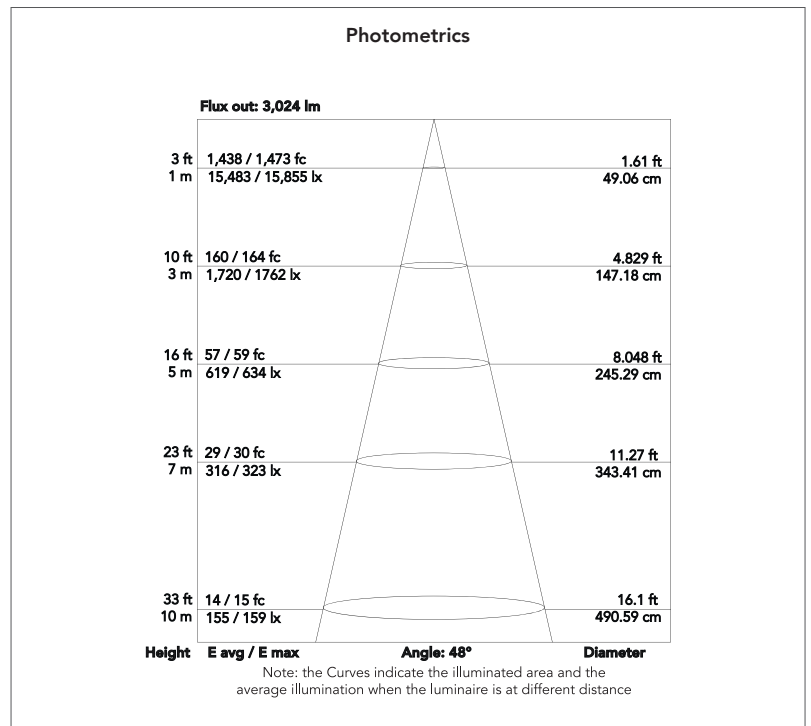 Photometrics
Flux out: 3,024 lm
3 ft 1,438 / 1,473 fc 1.61 ft
1 m 15,483 / 15,855 lx 49.06 cm
10 ft 160 / 164 fc 4.829 ft
3 m 1,720 / 1762 lx 147.18 cm
16 ft 57 / 59 fc 8.048 ft
5 m 619 / 634 lx 245.29 cm
23 ft 29 / 30 fc 11.27 ft
7 m 316 / 323 lx 343.41 cm
33 ft 14 / 15 fc 16.1 ft
10 m 155 / 159 lx 490.59 cm
Height E avg / E max Angle: 48° Diameter
Note: the Curves indicate the illuminated area and the
average illumination when the luminaire is at different distance